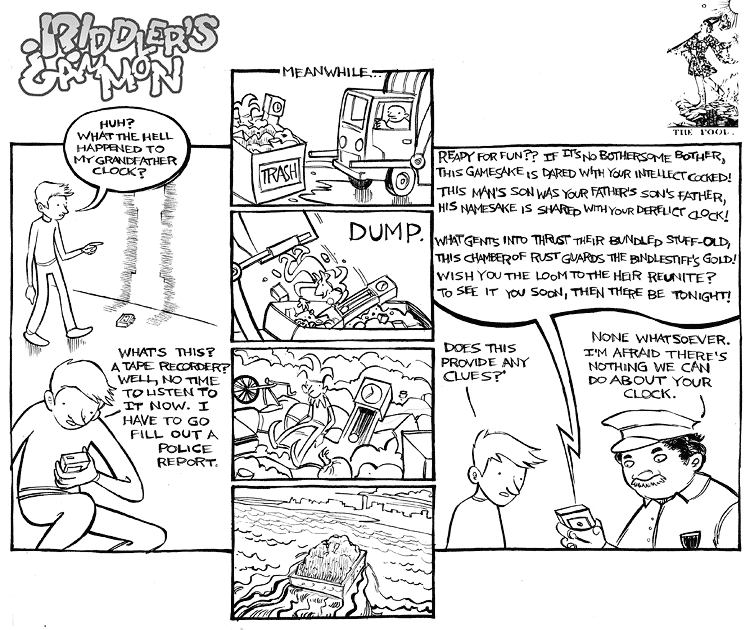 RIDDLER'S
GAMMON
THE FOOL.
HUH?
WHAT THE HELL
HAPPENED TO
MY GRANDFATHER
CLOCK?
WHAT'S THIS?
A TAPE RECORDER?
WELL, NO TIME
TO LISTEN TO
IT NOW. I
HAVE TO GO
FILL OUT A
POLICE
REPORT.
MEANWHILE...
TRASH
DUMP.
READY FOR FUN?? IF IT'S NO BOTHERSOME BOTHER,
THIS GAMESAKE IS DARED WITH YOUR INTELLECT COCKED!
THIS MAN'S SON WAS YOUR FATHER'S SON'S FATHER,
HIS NAMESAKE IS SHARED WITH YOUR DERELICT CLOCK!
WHAT GENTS INTO THRUST THEIR BUNDLED STUFF-OLD,
THIS CHAMBER OF RUST GUARDS THE BINDLESTIFF'S GOLD!
WISH YOU THE LOOM TO THE HEIR REUNITE?
TO SEE IT YOU SOON, THEN THERE BE TONIGHT!
DOES THIS
PROVIDE ANY
CLUES?
NONE WHATSOEVER.
I'M AFRAID THERE'S
NOTHING WE CAN
DO ABOUT YOUR
CLOCK.